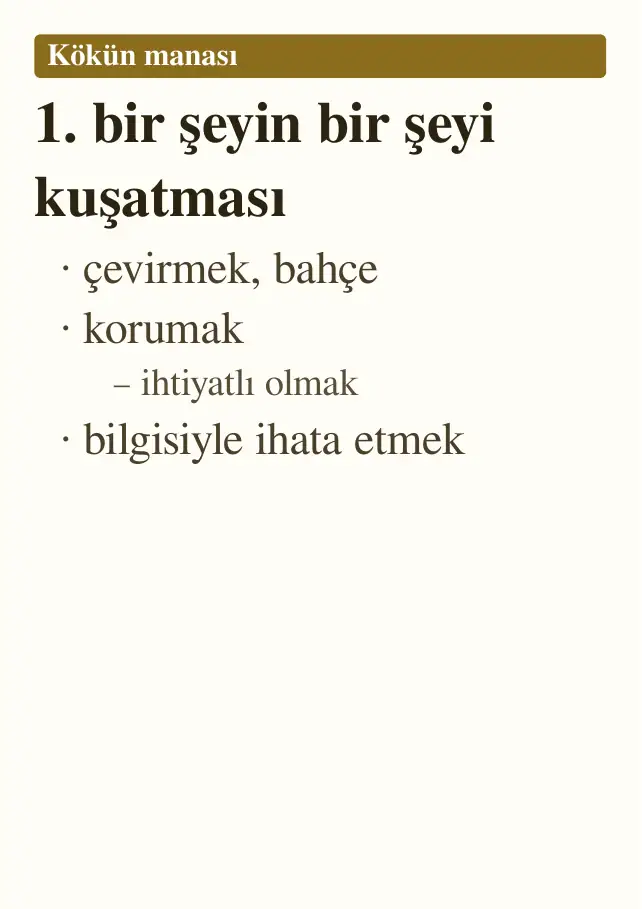 Kökün manası
1. bir şeyin bir şeyi
kuşatması
· çevirmek, bahçe
· korumak
– ihtiyatlı olmak
· bilgisiyle ihata etmek